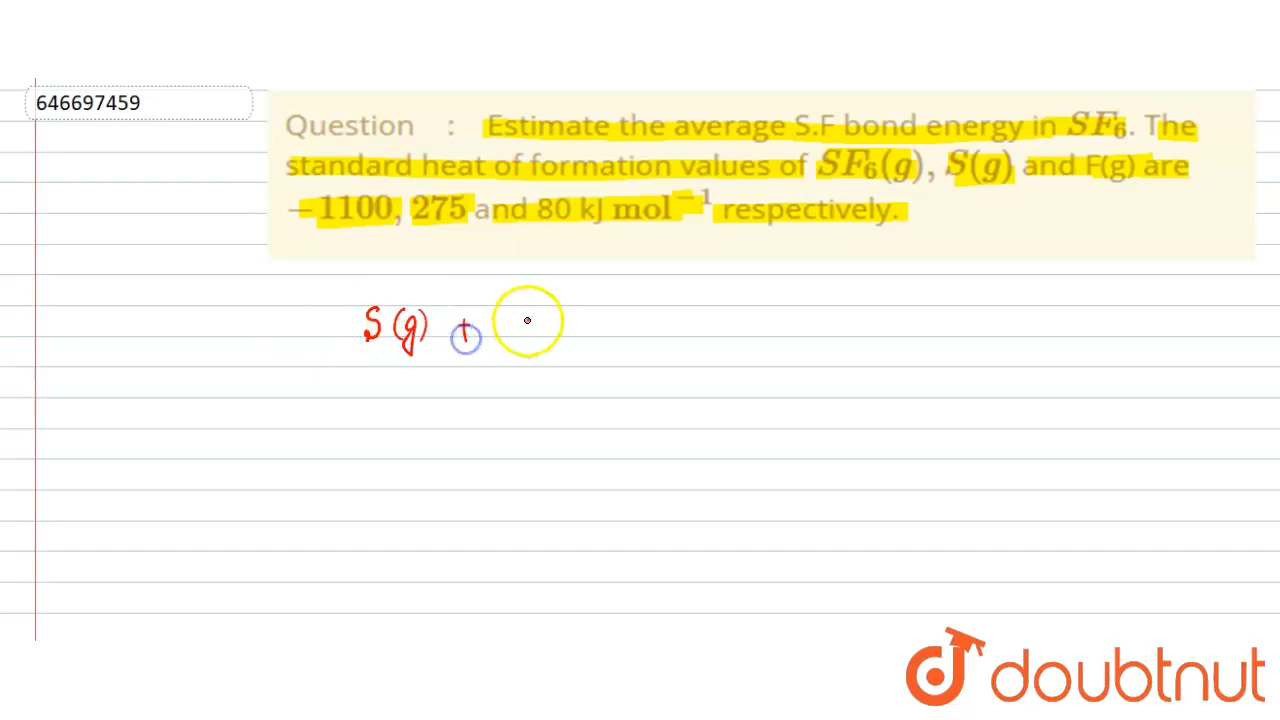 646697459
Question : Estimate the average S.F bond energy in SF₆. The
standard heat of formation values of SF₆(g), S(g) and F(g) are
−1100, 275 and 80 kJ mol⁻¹ respectively.
S(g) +
doubtnut